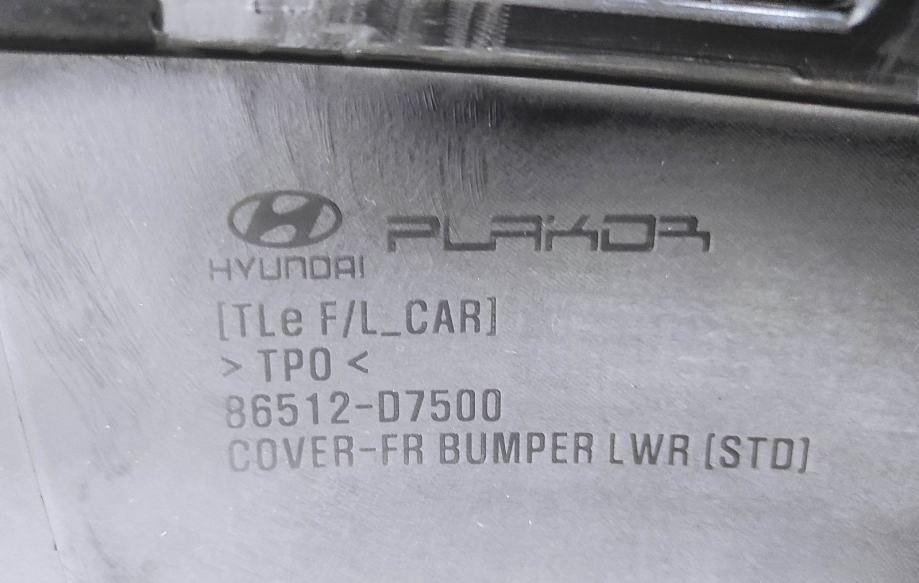 HYUNDAI PLAKOR
[TLe F/L_CAR]
> TPO <
86512-D7500
COVER-FR BUMPER LWR [STD]